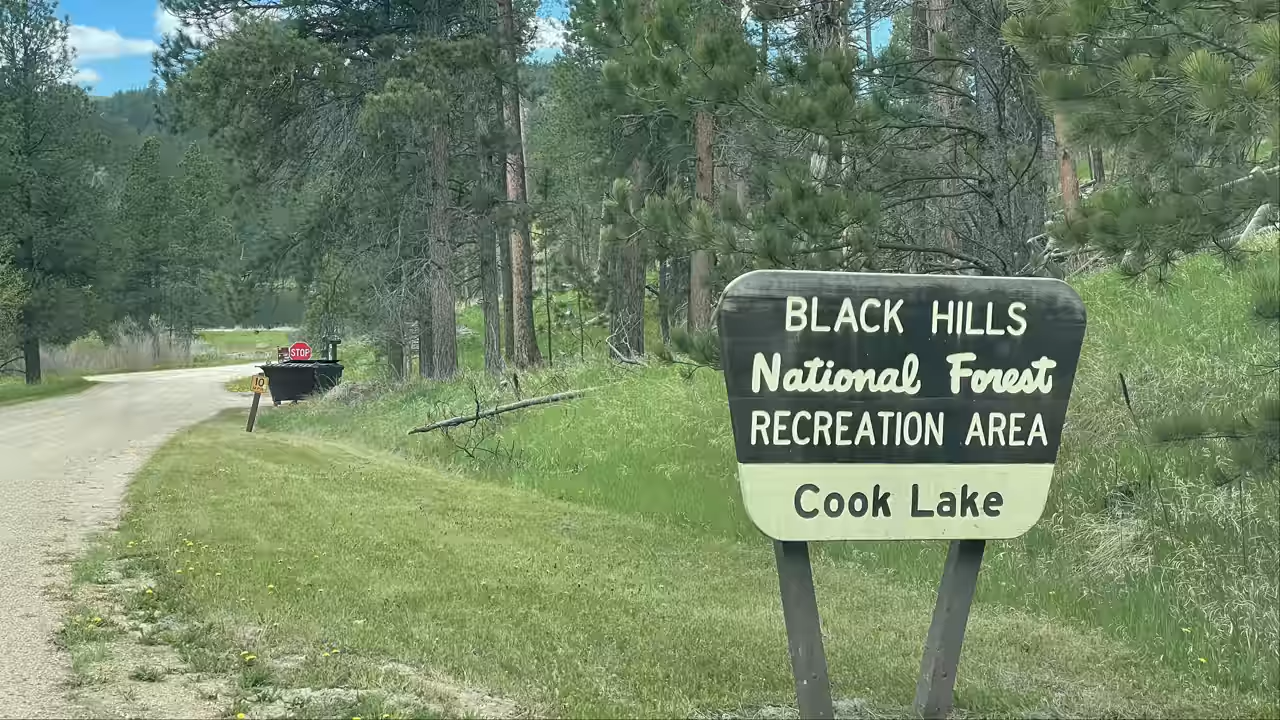 BLACK HILLS
National Forest
RECREATION AREA
Cook Lake
STOP
10